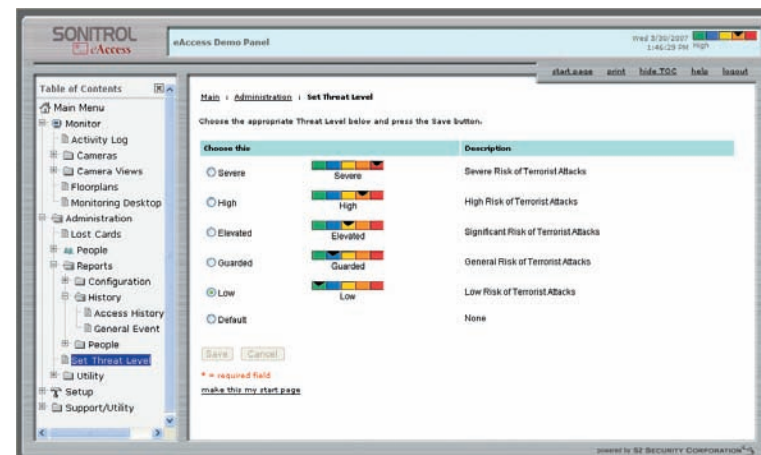 SONITROL
eAccess
eAccess Demo Panel
Wed 3/30/2007
1:46:29 PM
High
start page print hide TOC help logout
Table of Contents
Main Menu
Monitor
Activity Log
Cameras
Camera Views
Floorplans
Monitoring Desktop
Administration
Lost Cards
People
Reports
Configuration
History
Access History
General Event
People
Set Threat Level
Utility
Setup
Support/Utility
Main : Administration : Set Threat Level
Choose the appropriate Threat Level below and press the Save button.
Choose this Description
Severe Severe Severe Risk of Terrorist Attacks
High High High Risk of Terrorist Attacks
Elevated Elevated Significant Risk of Terrorist Attacks
Guarded Guarded General Risk of Terrorist Attacks
Low Low Low Risk of Terrorist Attacks
Default None
Save Cancel
* = required field
make this my start page
powered by S2 SECURITY CORPORATION